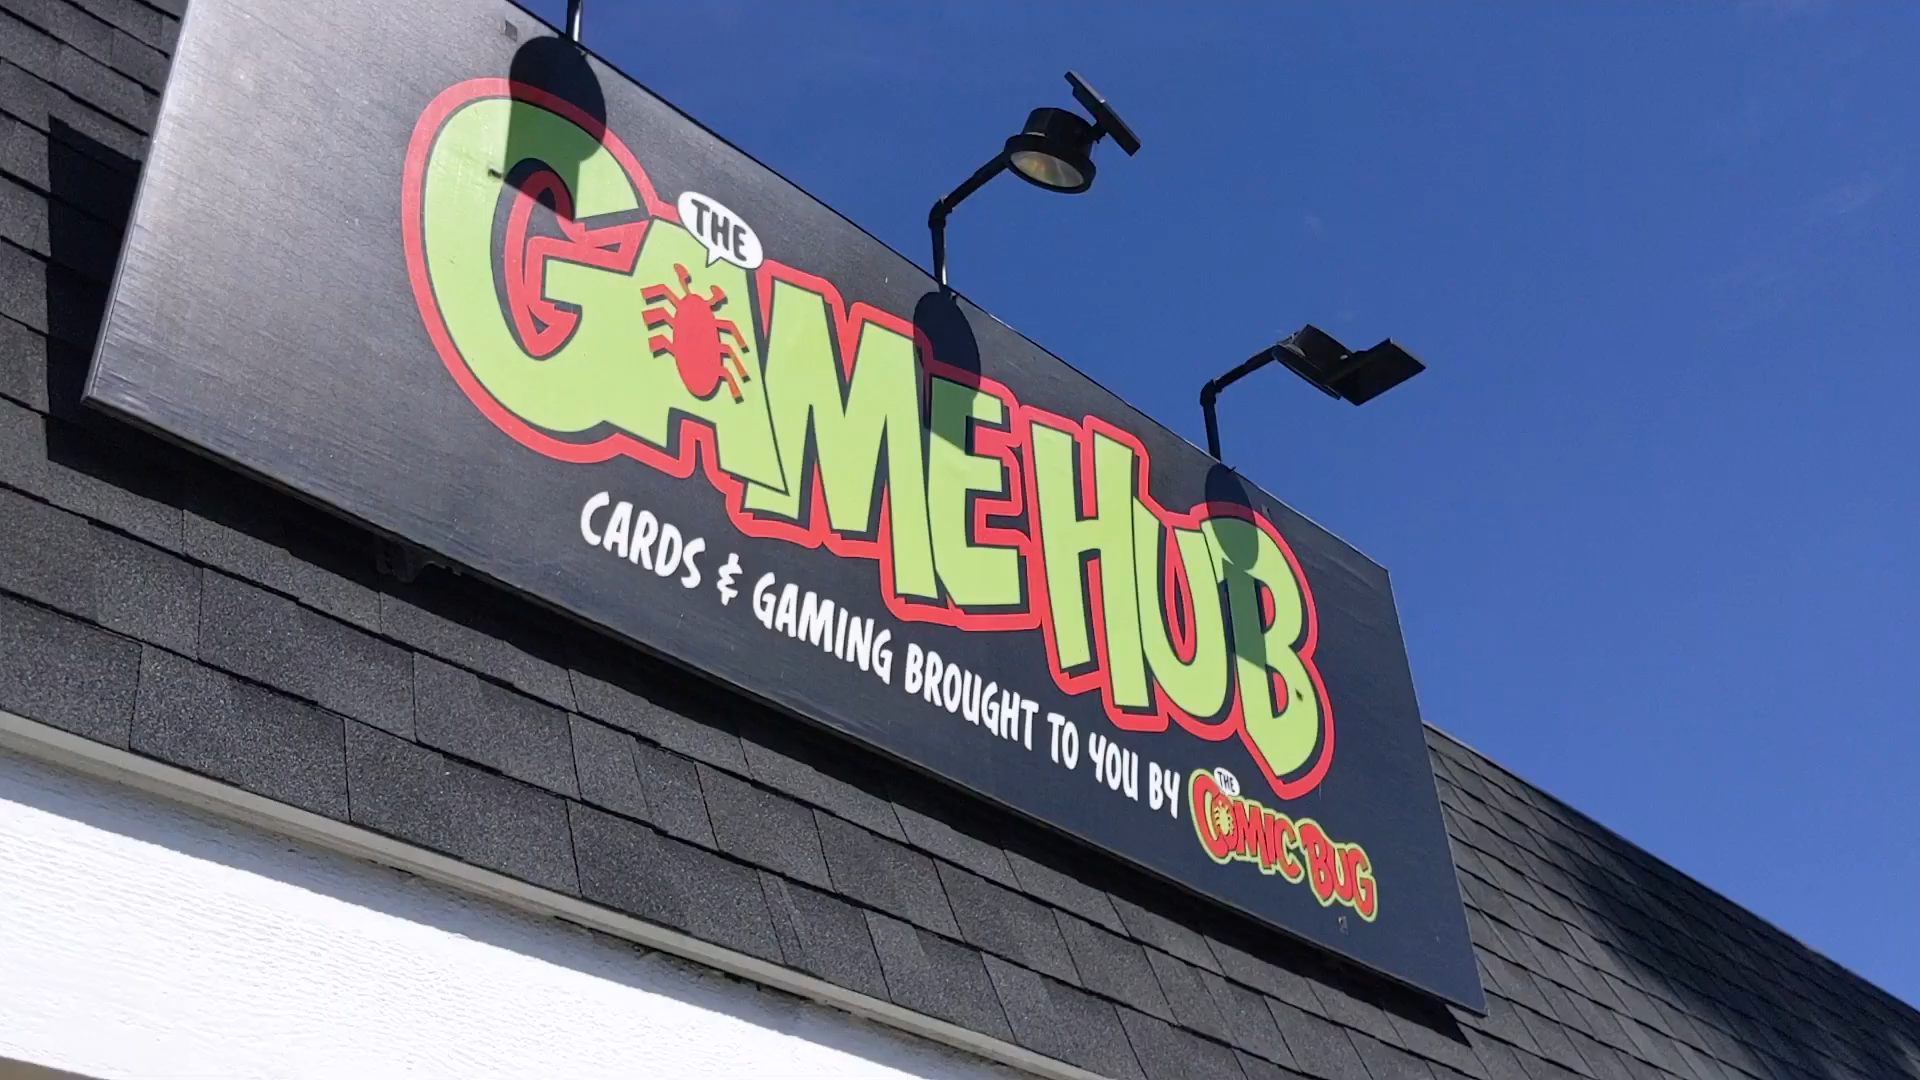 THE
GAME HUB
CARDS & GAMING BROUGHT TO YOU BY
THE
COMIC BUG